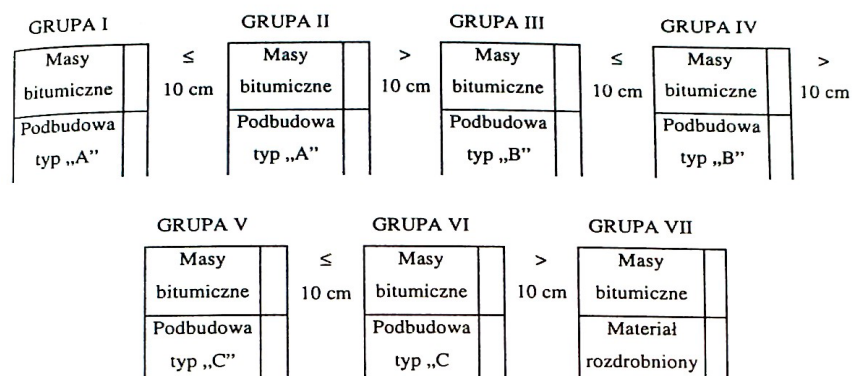 GRUPA I GRUPA II GRUPA III GRUPA IV
Masy ≤ Masy > Masy ≤ Masy >
bitumiczne 10 cm bitumiczne 10 cm bitumiczne 10 cm bitumiczne 10 cm
Podbudowa Podbudowa Podbudowa Podbudowa
typ „A” typ „A” typ „B” typ „B”
GRUPA V GRUPA VI GRUPA VII
Masy ≤ Masy > Masy
bitumiczne 10 cm bitumiczne 10 cm bitumiczne
Podbudowa Podbudowa Materiał
typ „C” typ „C rozdrobniony